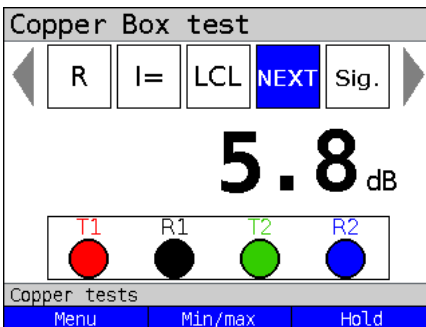 Copper Box test
R I= LCL NEXT Sig.
5.8 dB
T1 R1 T2 R2
Copper tests
Menu Min/max Hold